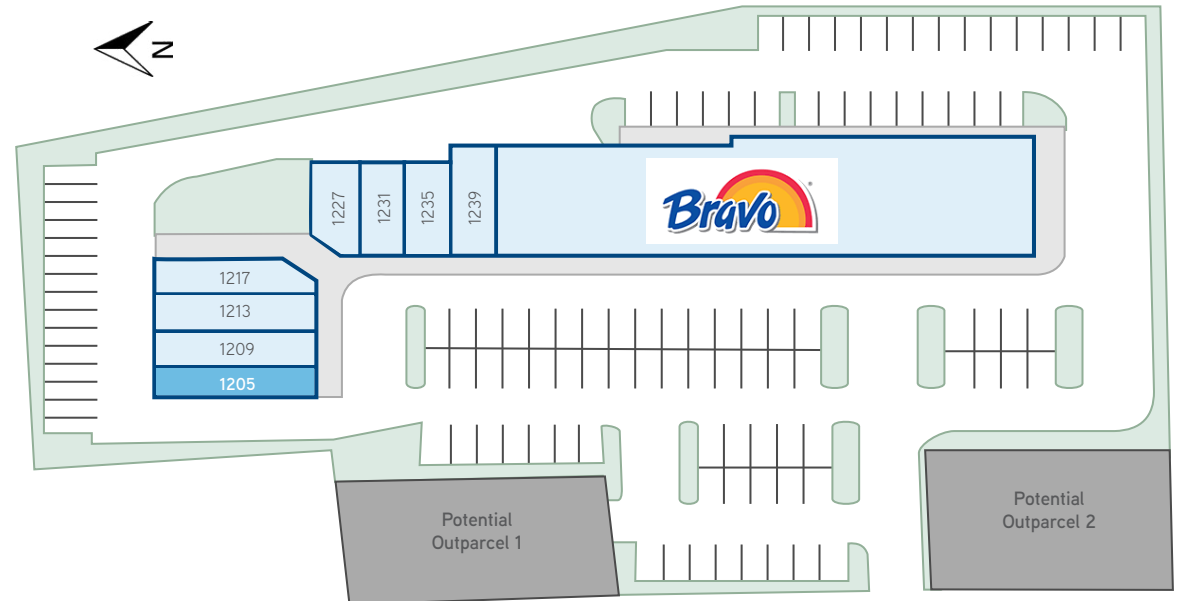 N
1227
1231
1235
1239
Bravo
1217
1213
1209
1205
Potential
Outparcel 1
Potential
Outparcel 2